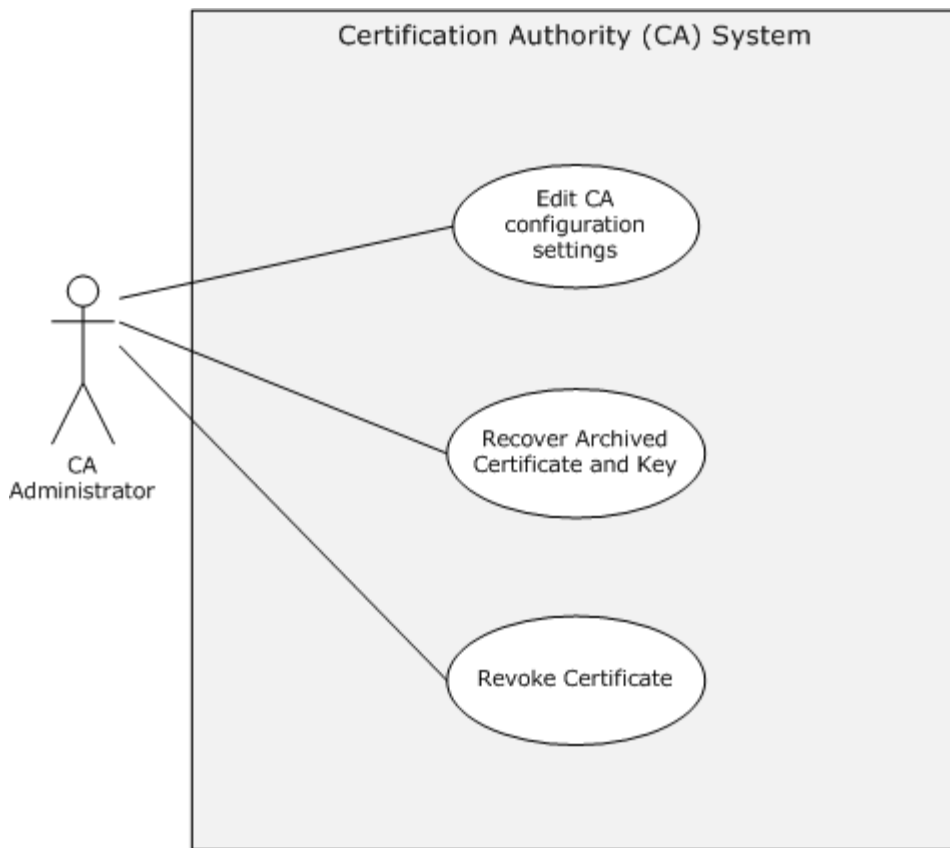 Certification Authority (CA) System
Edit CA
configuration
settings
Recover Archived
Certificate and Key
CA
Administrator
Revoke Certificate